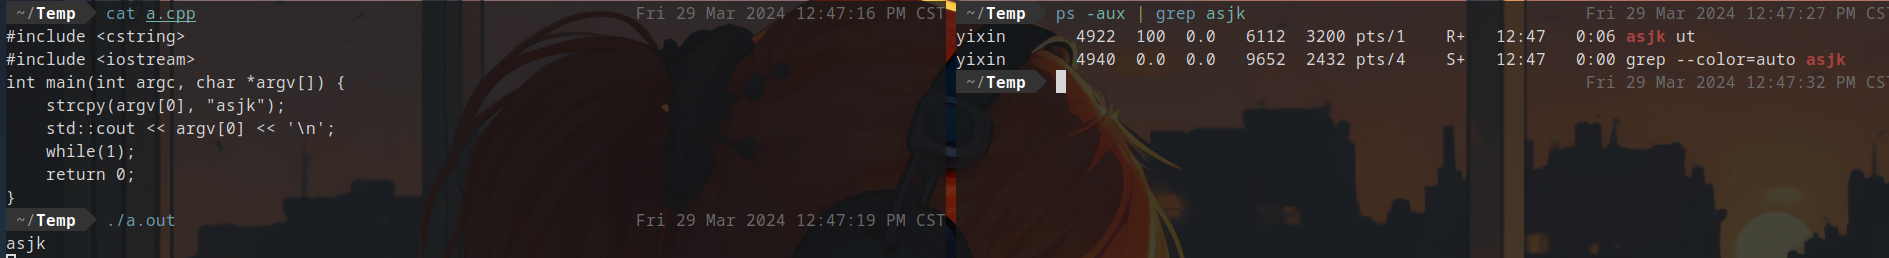 ~/Temp cat a.cpp Fri 29 Mar 2024 12:47:16 PM CST
#include <cstring>
#include <iostream>
int main(int argc, char *argv[]) {
    strcpy(argv[0], "asjk");
    std::cout << argv[0] << '\n';
    while(1);
    return 0;
}
~/Temp ./a.out Fri 29 Mar 2024 12:47:19 PM CST
asjk
~/Temp ps -aux | grep asjk Fri 29 Mar 2024 12:47:27 PM CST
yixin       4922  100  0.0   6112  3200 pts/1    R+   12:47   0:06 asjk ut
yixin       4940  0.0  0.0   9652  2432 pts/4    S+   12:47   0:00 grep --color=auto asjk
~/Temp Fri 29 Mar 2024 12:47:32 PM CST